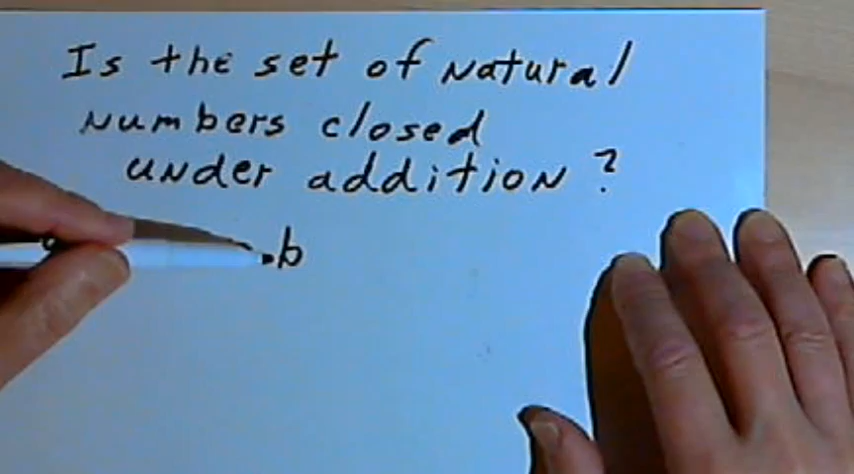 Is the set of natural
numbers closed
under addition?
b